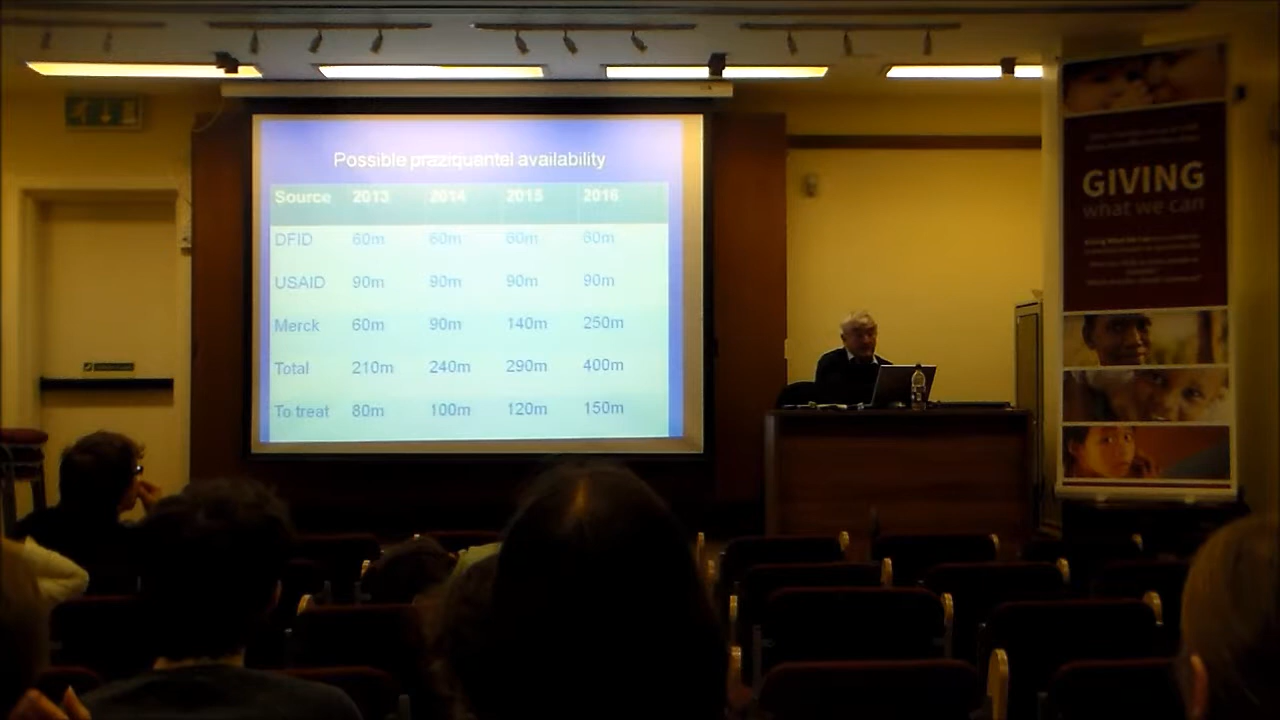 Possible praziquentel availability
Source 2013 2014 2015 2016
DFID 60m 60m 60m 60m
USAID 90m 90m 90m 90m
Merck 60m 90m 140m 250m
Total 210m 240m 290m 400m
To treat 80m 100m 120m 150m
GIVING
what we can